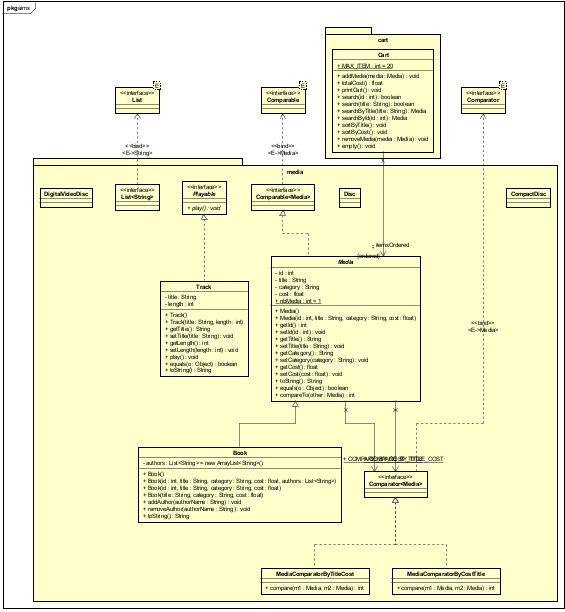 pkg aims
cart
Cart
+ MAX_ITEM : int = 20
+ addMedia(media : Media) : void
+ totalCost() : float
+ printCart() : void
+ search(id : int) : boolean
+ search(title : String) : boolean
+ searchByTitle(title : String) : Media
+ searchById(id : int) : Media
+ sortByTitle() : void
+ sortByCost() : void
+ removeMedia(media : Media) : void
+ empty() : void
E
<<interface>>
List
E
<<interface>>
Comparable
E
<<interface>>
Comparator
<<bind>>
<E->String>
<<bind>>
<E->Media>
media
DigitalVideoDisc
<<interface>>
List<String>
<<interface>>
Playable
+ play() : void
<<interface>>
Comparable<Media>
Disc
CompactDisc
- itemsOrdered
{ordered}
Track
- title : String
- length : int
+ Track()
+ Track(title : String, length : int)
+ getTitle() : String
+ setTitle(title : String) : void
+ getLength() : int
+ setLength(length : int) : void
+ play() : void
+ equals(o : Object) : boolean
+ toString() : String
Media
- id : int
- title : String
- category : String
- cost : float
+ nbMedia : int = 1
+ Media()
+ Media(id : int, title : String, category : String, cost : float)
+ getId() : int
+ setId(id : int) : void
+ getTitle() : String
+ setTitle(title : String) : void
+ getCategory() : String
+ setCategory(category : String) : void
+ getCost() : float
+ setCost(cost : float) : void
+ toString() : String
+ equals(o : Object) : boolean
+ compareTo(other : Media) : int
<<bind>>
<E->Media>
Book
- authors : List<String> = new ArrayList<String>()
+ Book()
+ Book(id : int, title : String, category : String, cost : float, authors : List<String>)
+ Book(id : int, title : String, category : String, cost : float)
+ Book(title : String, category : String, cost : float)
+ addAuthor(authorName : String) : void
+ removeAuthor(authorName : String) : void
+ toString() : String
<<interface>>
Comparator<Media>
MediaComparatorByTitleCost
+ compare(m1 : Media, m2 : Media) : int
MediaComparatorByCostTitle
+ compare(m1 : Media, m2 : Media) : int